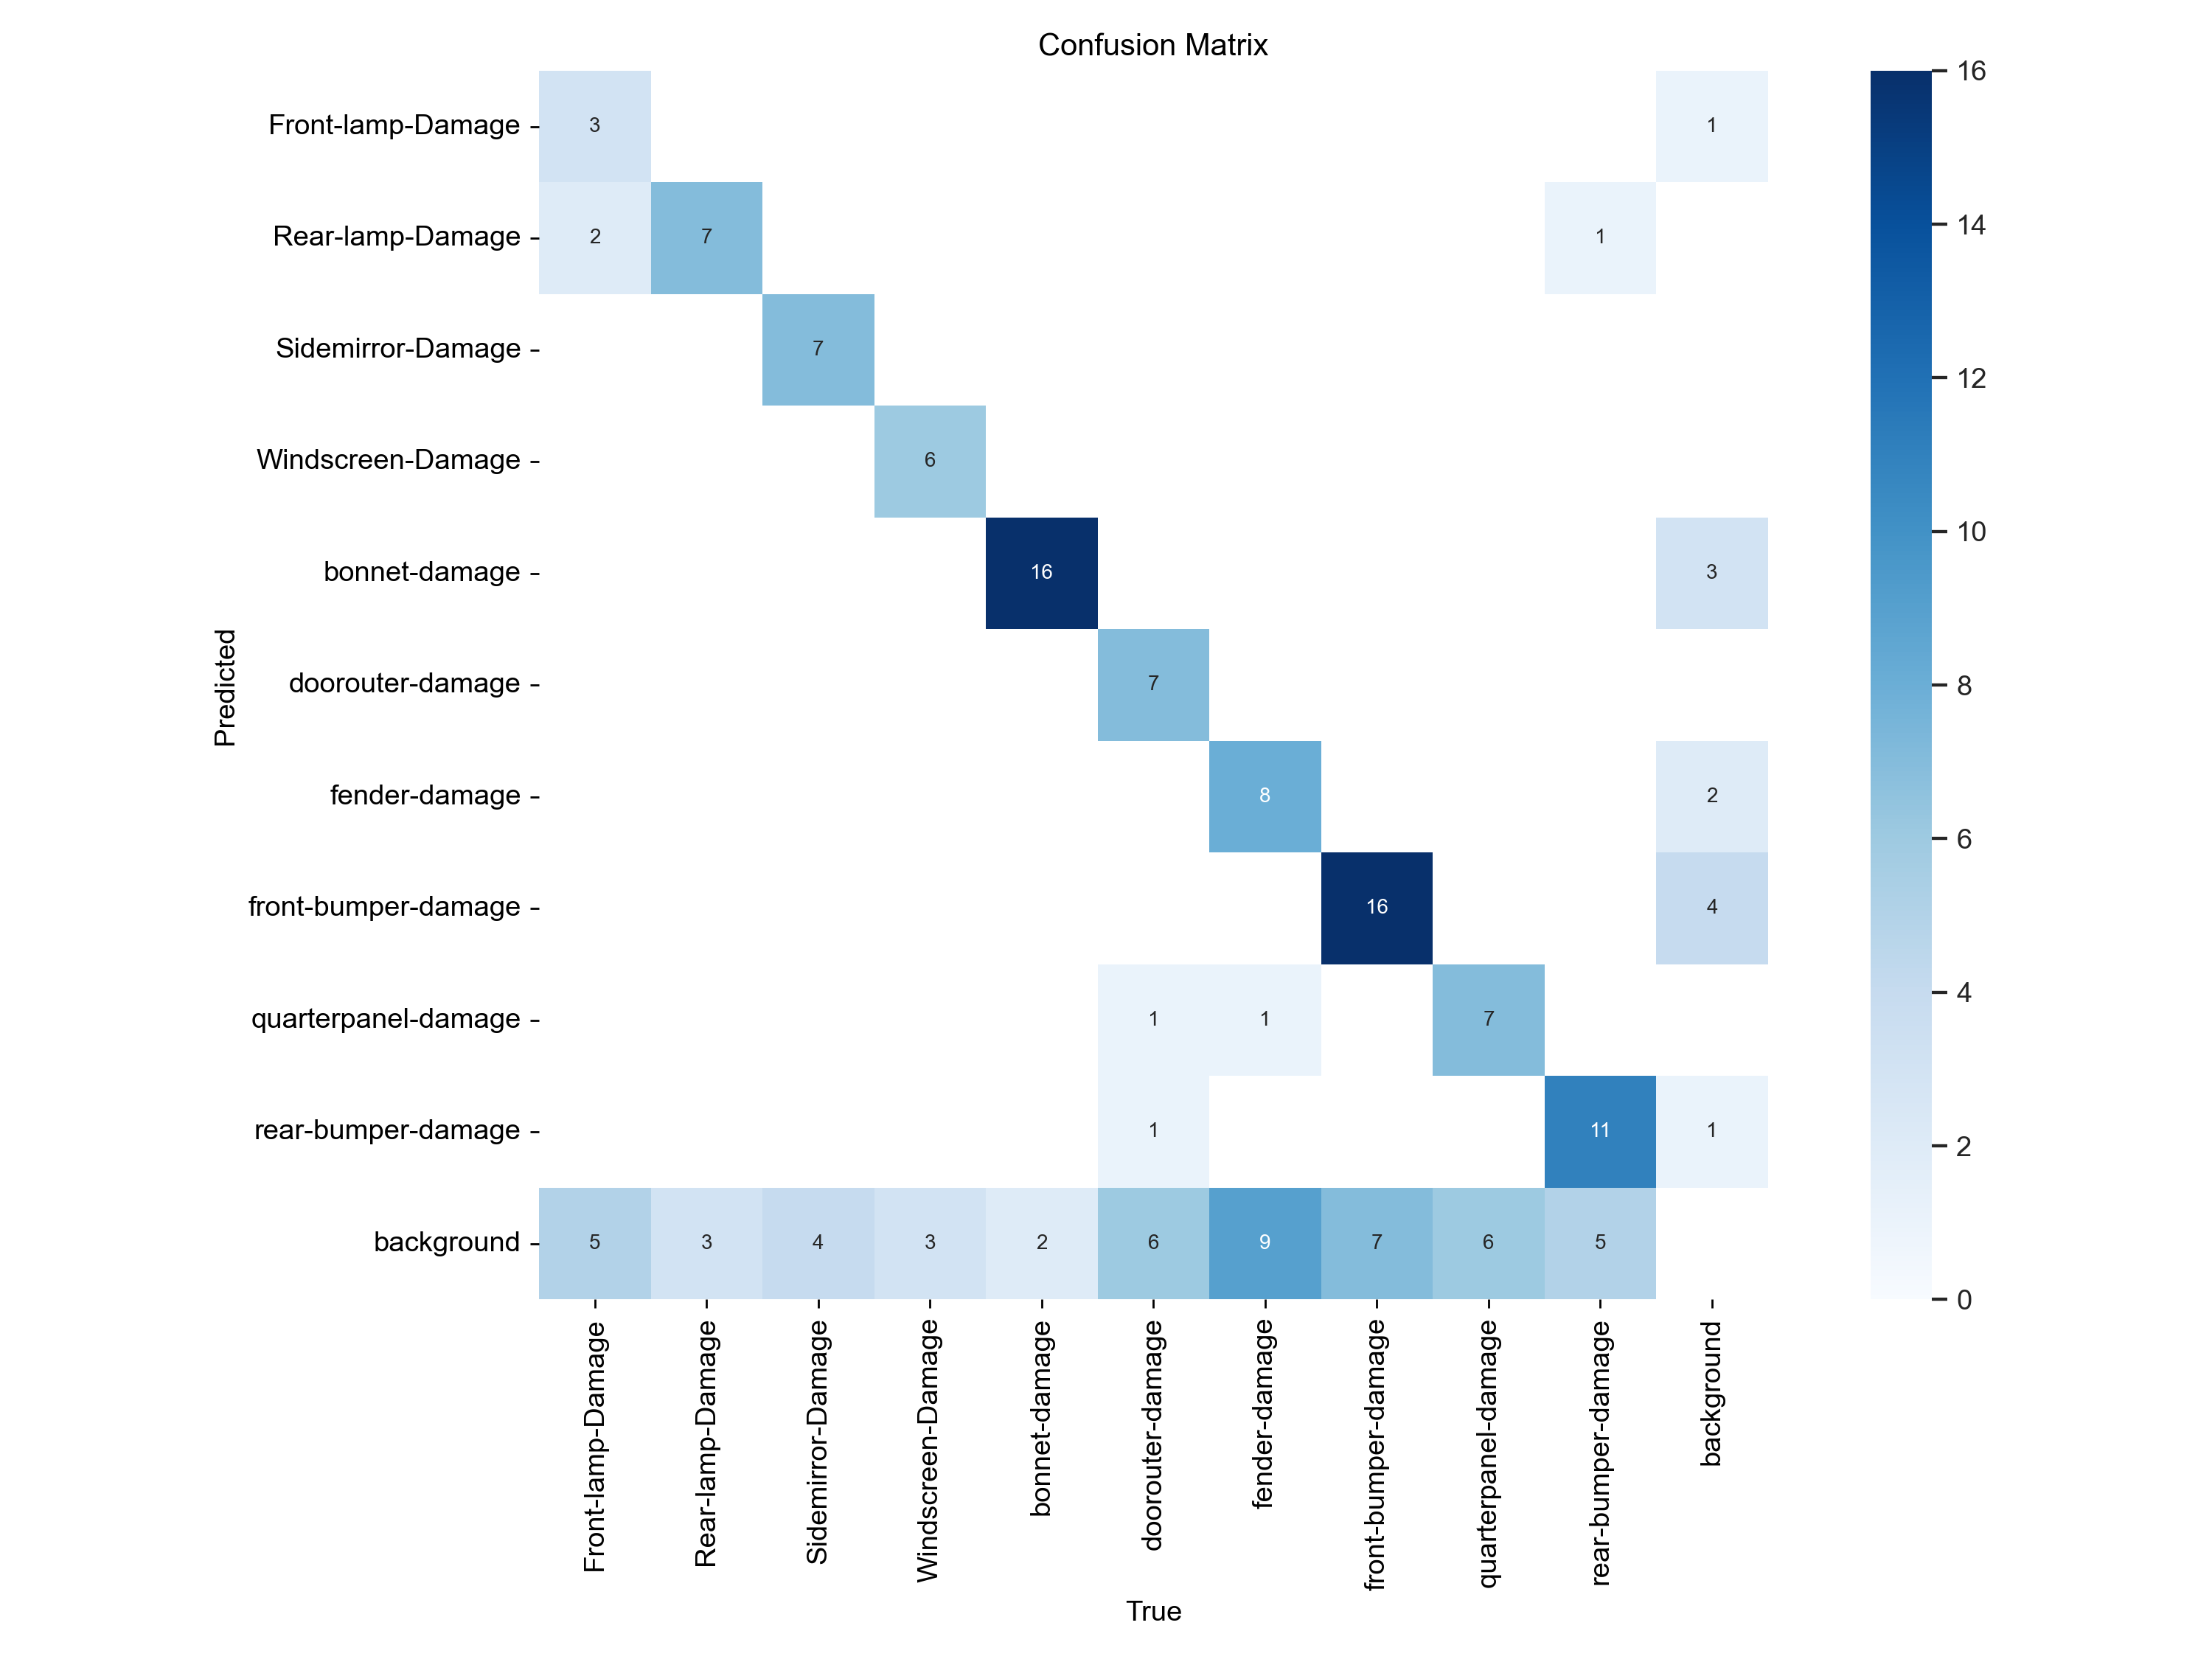 Confusion Matrix
Front-lamp-Damage 3 1
Rear-lamp-Damage 2 7 1
Sidemirror-Damage 7
Windscreen-Damage 6
bonnet-damage 16 3
doorouter-damage 7
fender-damage 8 2
front-bumper-damage 16 4
quarterpanel-damage 1 1 7
rear-bumper-damage 1 11 1
background 5 3 4 3 2 6 9 7 6 5
Predicted
Front-lamp-Damage
Rear-lamp-Damage
Sidemirror-Damage
Windscreen-Damage
bonnet-damage
doorouter-damage
fender-damage
front-bumper-damage
quarterpanel-damage
rear-bumper-damage
background
True
16
14
12
10
8
6
4
2
0